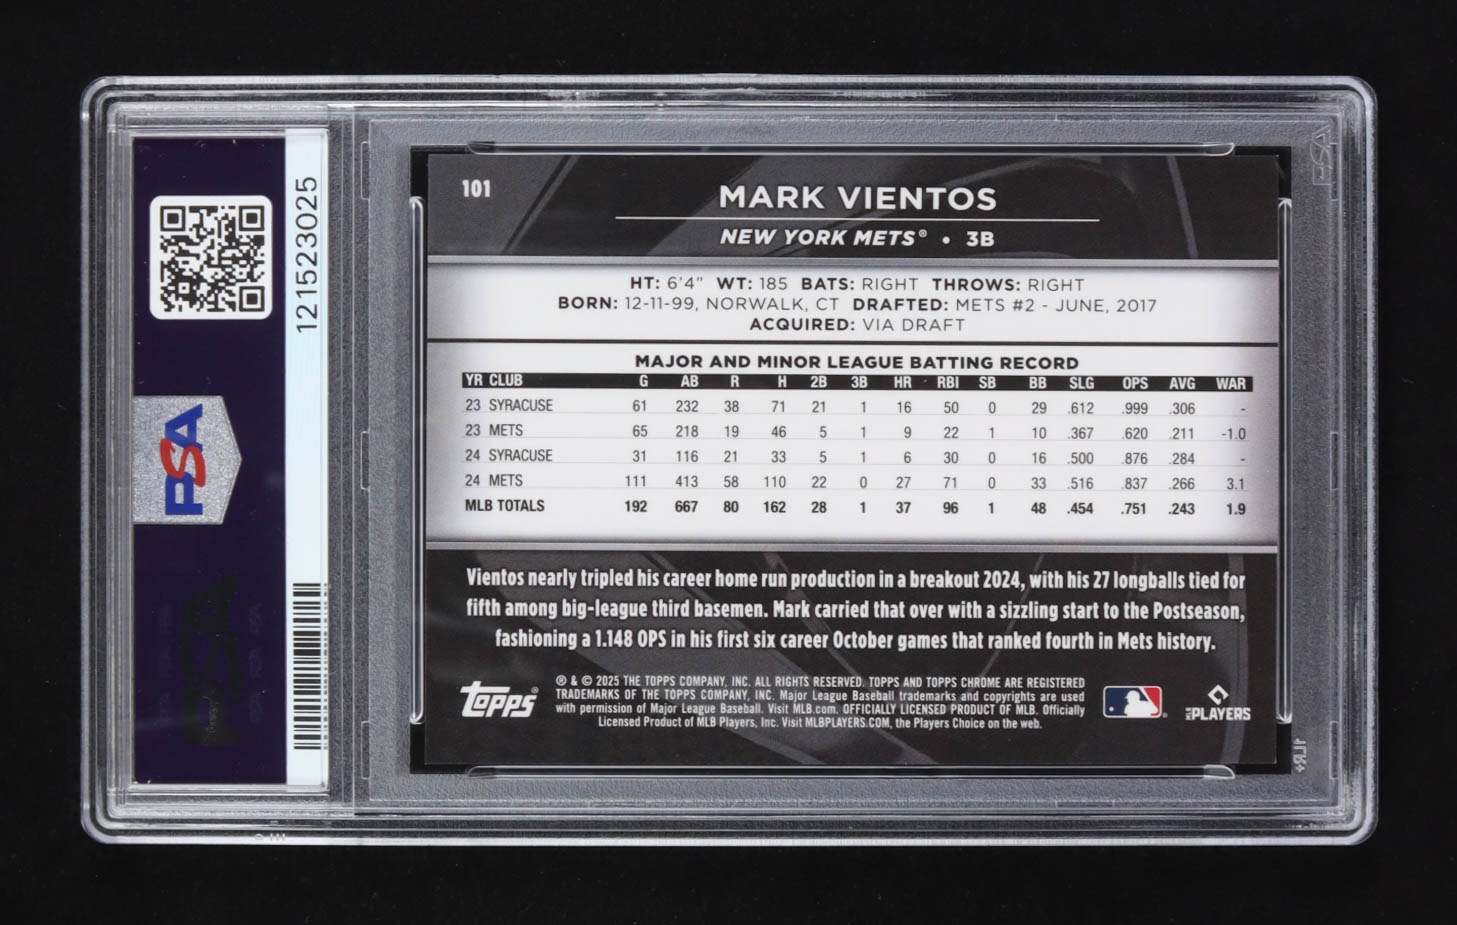 121523025
PSA
101
MARK VIENTOS
NEW YORK METS® • 3B
HT: 6'4" WT: 185 BATS: RIGHT THROWS: RIGHT
BORN: 12-11-99, NORWALK, CT DRAFTED: METS #2 - JUNE, 2017
ACQUIRED: VIA DRAFT
MAJOR AND MINOR LEAGUE BATTING RECORD
YR CLUB G AB R H 2B 3B HR RBI SB BB SLG OPS AVG WAR
23 SYRACUSE 61 232 38 71 21 1 16 50 0 29 .612 .999 .306 -
23 METS 65 218 19 46 5 1 9 22 1 10 .367 .620 .211 -1.0
24 SYRACUSE 31 116 21 33 5 1 6 30 0 16 .500 .876 .284 -
24 METS 111 413 58 110 22 0 27 71 0 33 .516 .837 .266 3.1
MLB TOTALS 192 667 80 162 28 1 37 96 1 48 .454 .751 .243 1.9
Vientos nearly tripled his career home run production in a breakout 2024, with his 27 longballs tied for
fifth among big-league third basemen. Mark carried that over with a sizzling start to the Postseason,
fashioning a 1.148 OPS in his first six career October games that ranked fourth in Mets history.
Topps®
® & © 2025 THE TOPPS COMPANY, INC. ALL RIGHTS RESERVED. TOPPS AND TOPPS CHROME ARE REGISTERED
TRADEMARKS OF THE TOPPS COMPANY, INC. Major League Baseball trademarks and copyrights are used
with permission of Major League Baseball. Visit MLB.com. OFFICIALLY LICENSED PRODUCT OF MLB. Officially
Licensed Product of MLB Players, Inc. Visit MLBPLAYERS.COM, the Players Choice on the web.
MLB PLAYERS
PSA